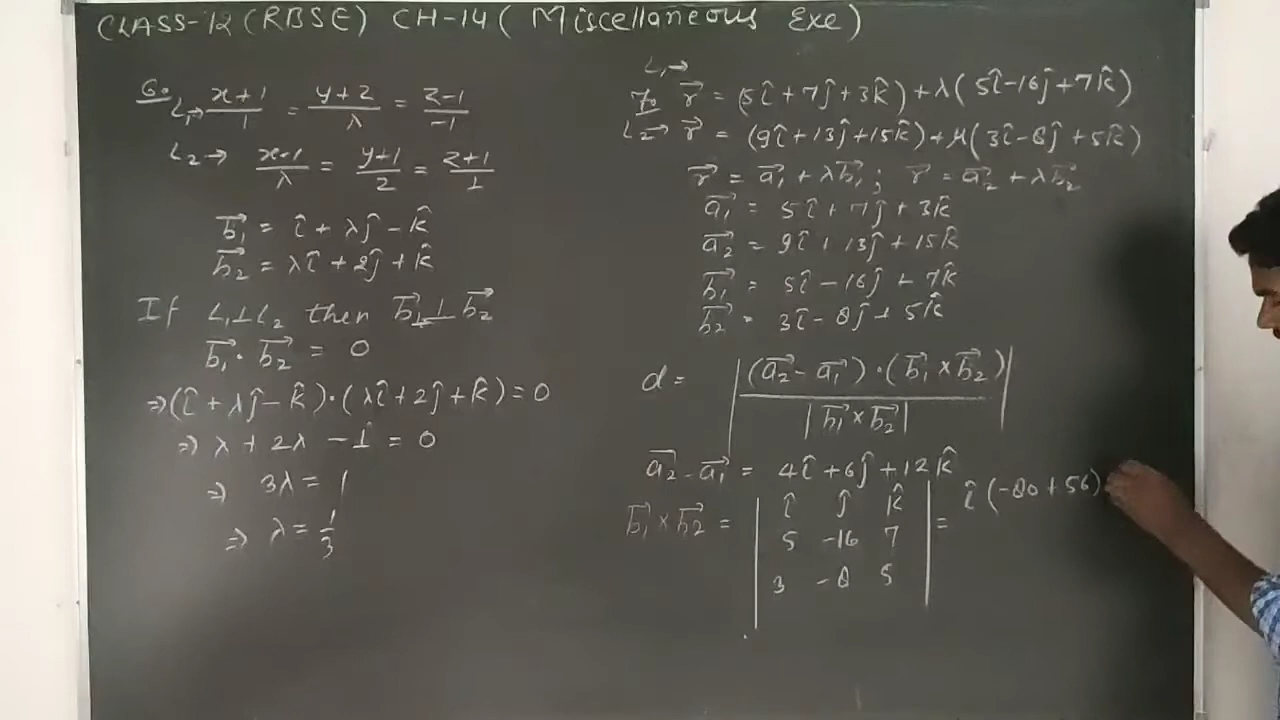 CLASS-12 (RBSE) CH-14 ( Miscellaneous Exe )
6. L₁→ (x+1)/1 = (y+2)/λ = (z-1)/-1
L₂→ (x-1)/λ = (y+1)/2 = (z+1)/1
b₁⃗ = î + λĵ - k̂
b₂⃗ = λî + 2ĵ + k̂
If L₁⊥L₂ then b₁⃗ ⊥ b₂⃗
b₁⃗ · b₂⃗ = 0
⇒ (î + λĵ - k̂)·(λî + 2ĵ + k̂) = 0
⇒ λ + 2λ - 1 = 0
⇒ 3λ = 1
⇒ λ = 1/3
L₁→
7. r⃗ = (5î + 7ĵ + 3k̂) + λ(5î - 16ĵ + 7k̂)
L₂→ r⃗ = (9î + 13ĵ + 15k̂) + μ(3î - 8ĵ + 5k̂)
r⃗ = a₁⃗ + λb₁⃗ ; r⃗ = a₂⃗ + λb₂⃗
a₁⃗ = 5î + 7ĵ + 3k̂
a₂⃗ = 9î + 13ĵ + 15k̂
b₁⃗ = 5î - 16ĵ + 7k̂
b₂⃗ = 3î - 8ĵ + 5k̂
d = |(a₂⃗ - a₁⃗)·(b₁⃗ × b₂⃗) / |b₁⃗ × b₂⃗||
a₂⃗ - a₁⃗ = 4î + 6ĵ + 12k̂
b₁⃗ × b₂⃗ = | î ĵ k̂ | = î (-80 + 56)
5 -16 7
3 -8 5